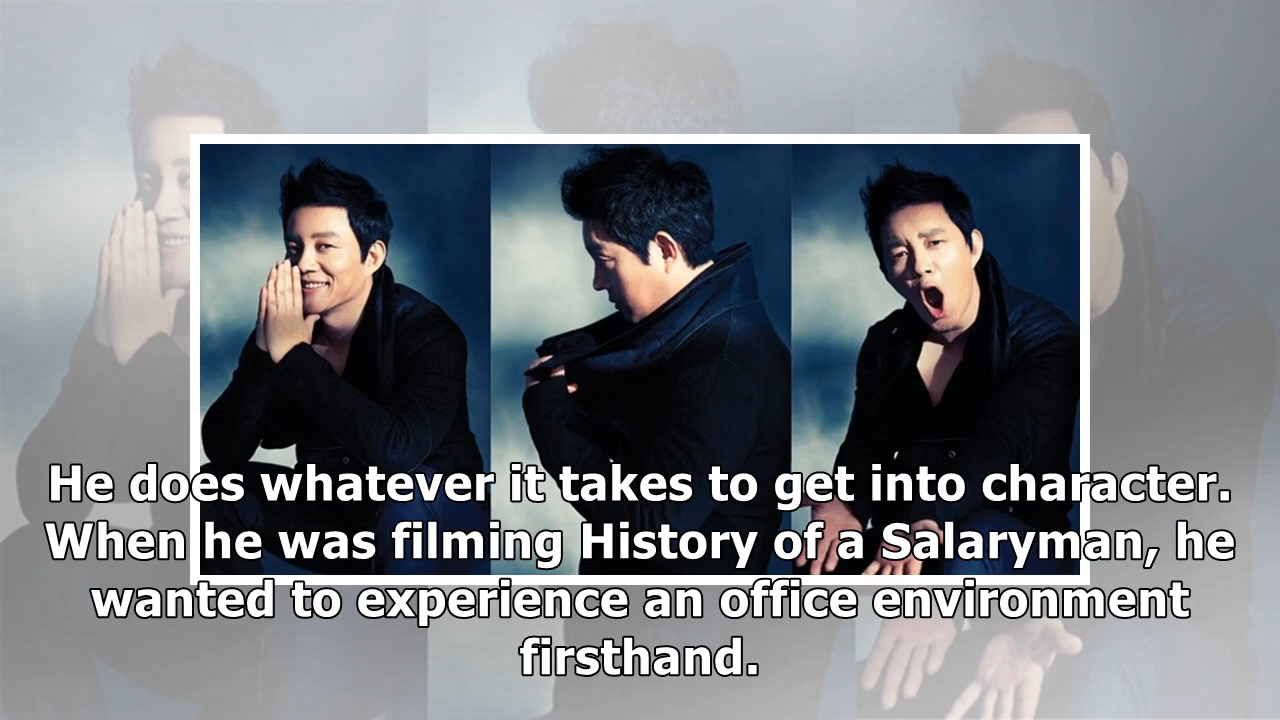 He does whatever it takes to get into character.
When he was filming History of a Salaryman, he
wanted to experience an office environment
firsthand.